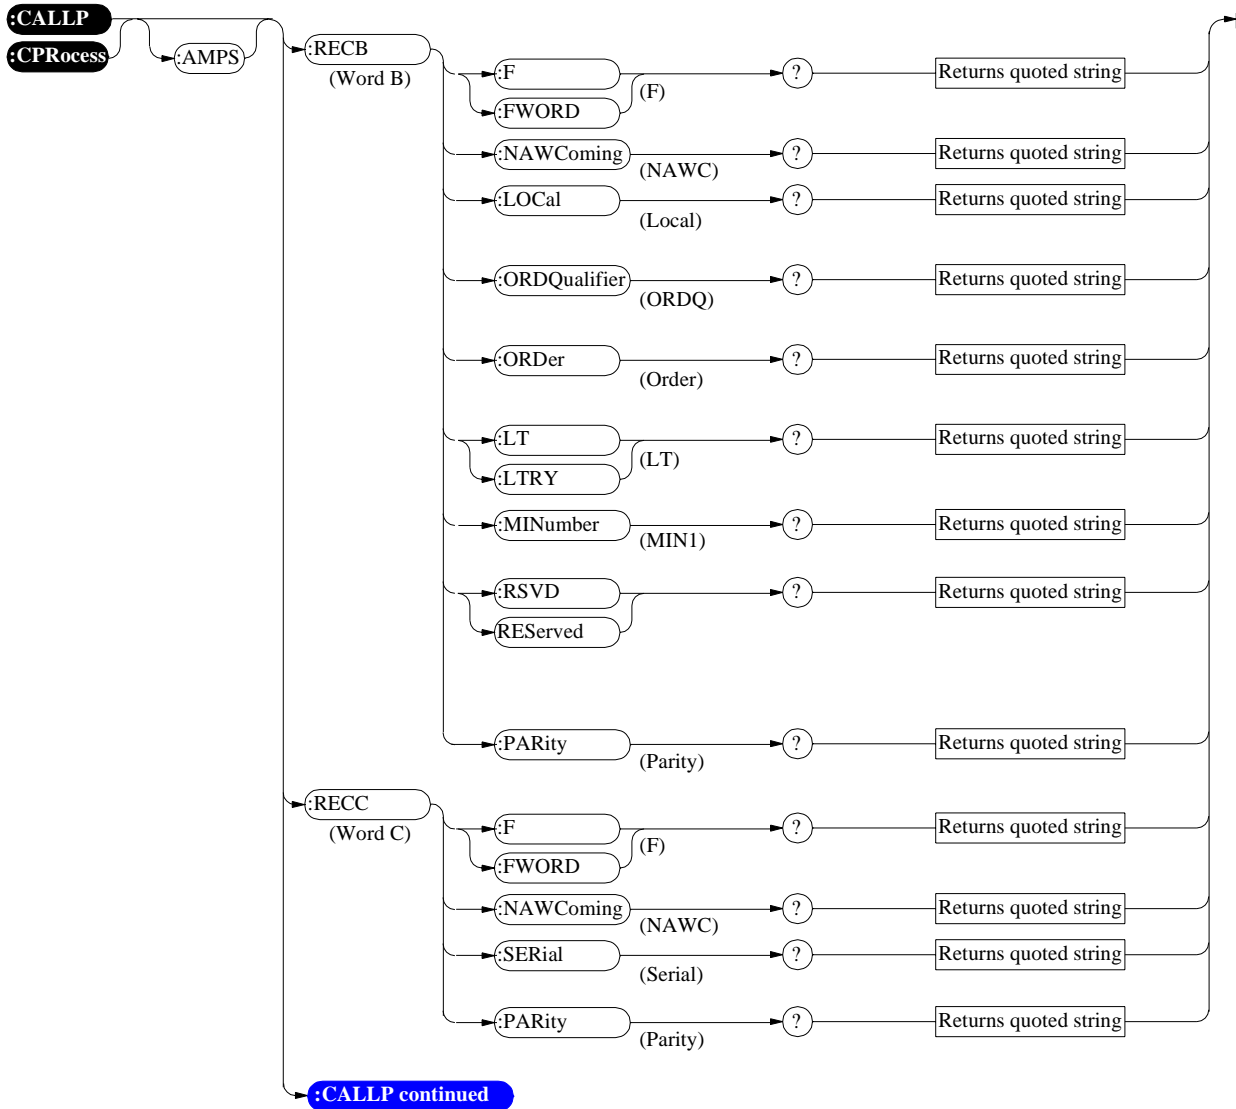 :CALLP
:CPRocess
:AMPS
:RECB
(Word B)
:F
:FWORD
(F)
?
Returns quoted string
:NAWComing
(NAWC)
?
Returns quoted string
:LOCal
(Local)
?
Returns quoted string
:ORDQualifier
(ORDQ)
?
Returns quoted string
:ORDer
(Order)
?
Returns quoted string
:LT
:LTRY
(LT)
?
Returns quoted string
:MINumber
(MIN1)
?
Returns quoted string
:RSVD
REServed
?
Returns quoted string
:PARity
(Parity)
?
Returns quoted string
:RECC
(Word C)
:F
:FWORD
(F)
?
Returns quoted string
:NAWComing
(NAWC)
?
Returns quoted string
:SERial
(Serial)
?
Returns quoted string
:PARity
(Parity)
?
Returns quoted string
:CALLP continued